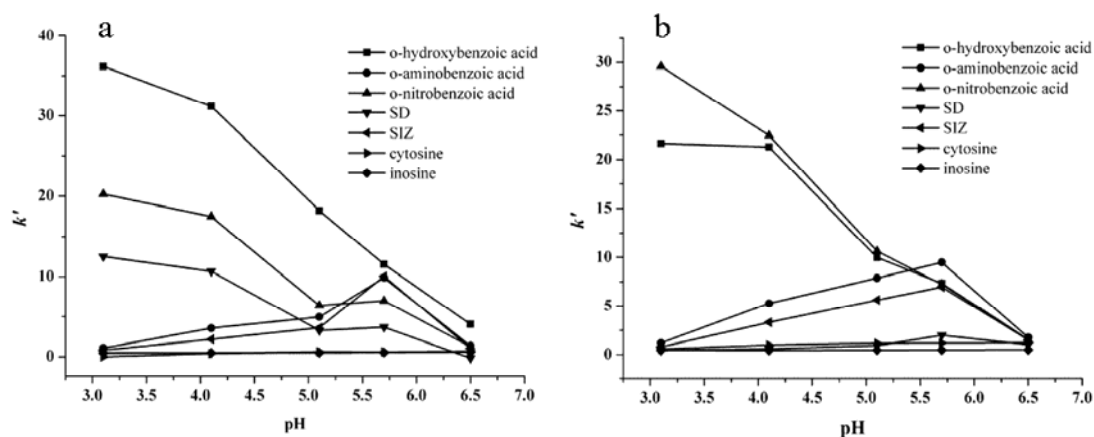 a
o-hydroxybenzoic acid
o-aminobenzoic acid
o-nitrobenzoic acid
SD
SIZ
cytosine
inosine
40
30
20
10
0
k'
3.0 3.5 4.0 4.5 5.0 5.5 6.0 6.5 7.0
pH
b
o-hydroxybenzoic acid
o-aminobenzoic acid
o-nitrobenzoic acid
SD
SIZ
cytosine
inosine
30
25
20
15
10
5
0
k'
3.0 3.5 4.0 4.5 5.0 5.5 6.0 6.5 7.0
pH